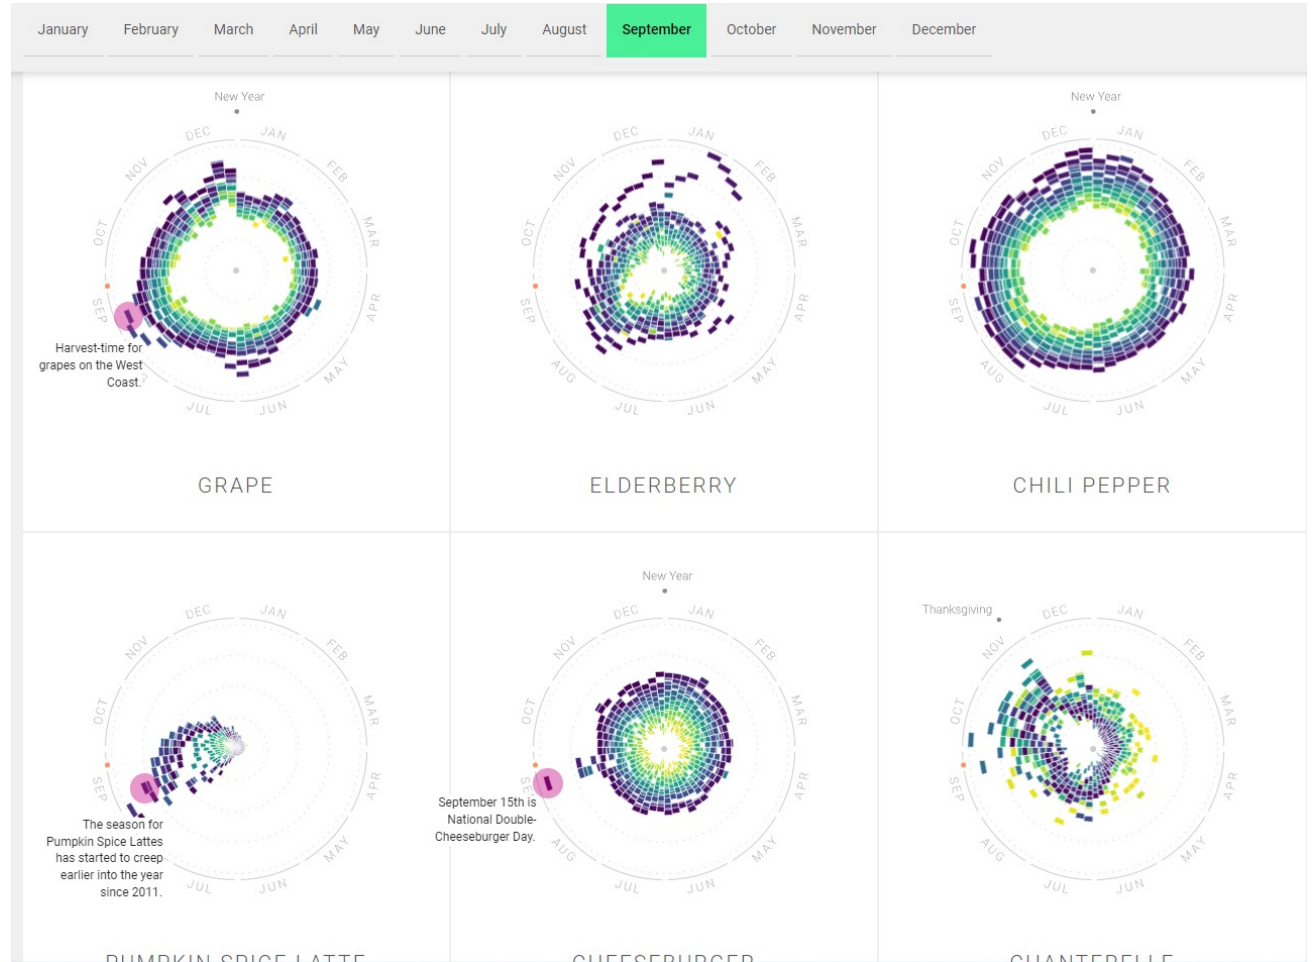 January February March April May June July August September October November December
New Year
DEC JAN
NOV FEB
OCT MAR
SEP APR
Harvest-time for
grapes on the West
Coast.
MAY
JUL JUN
GRAPE
DEC JAN
NOV FEB
OCT MAR
SEP APR
AUG MAY
JUL JUN
ELDERBERRY
New Year
DEC JAN
NOV FEB
OCT MAR
SEP APR
AUG MAY
JUL JUN
CHILI PEPPER
DEC JAN
NOV FEB
OCT MAR
SEP APR
The season for
Pumpkin Spice Lattes
has started to creep
earlier into the year
since 2011.
MAY
JUL JUN
PUMPKIN SPICE LATTE
New Year
DEC JAN
NOV FEB
OCT MAR
APR
September 15th is
National Double-
Cheeseburger Day.
AUG MAY
JUL JUN
CHEESEBURGER
Thanksgiving
DEC JAN
NOV FEB
OCT MAR
SEP APR
AUG MAY
JUL JUN
CHANTERELLE